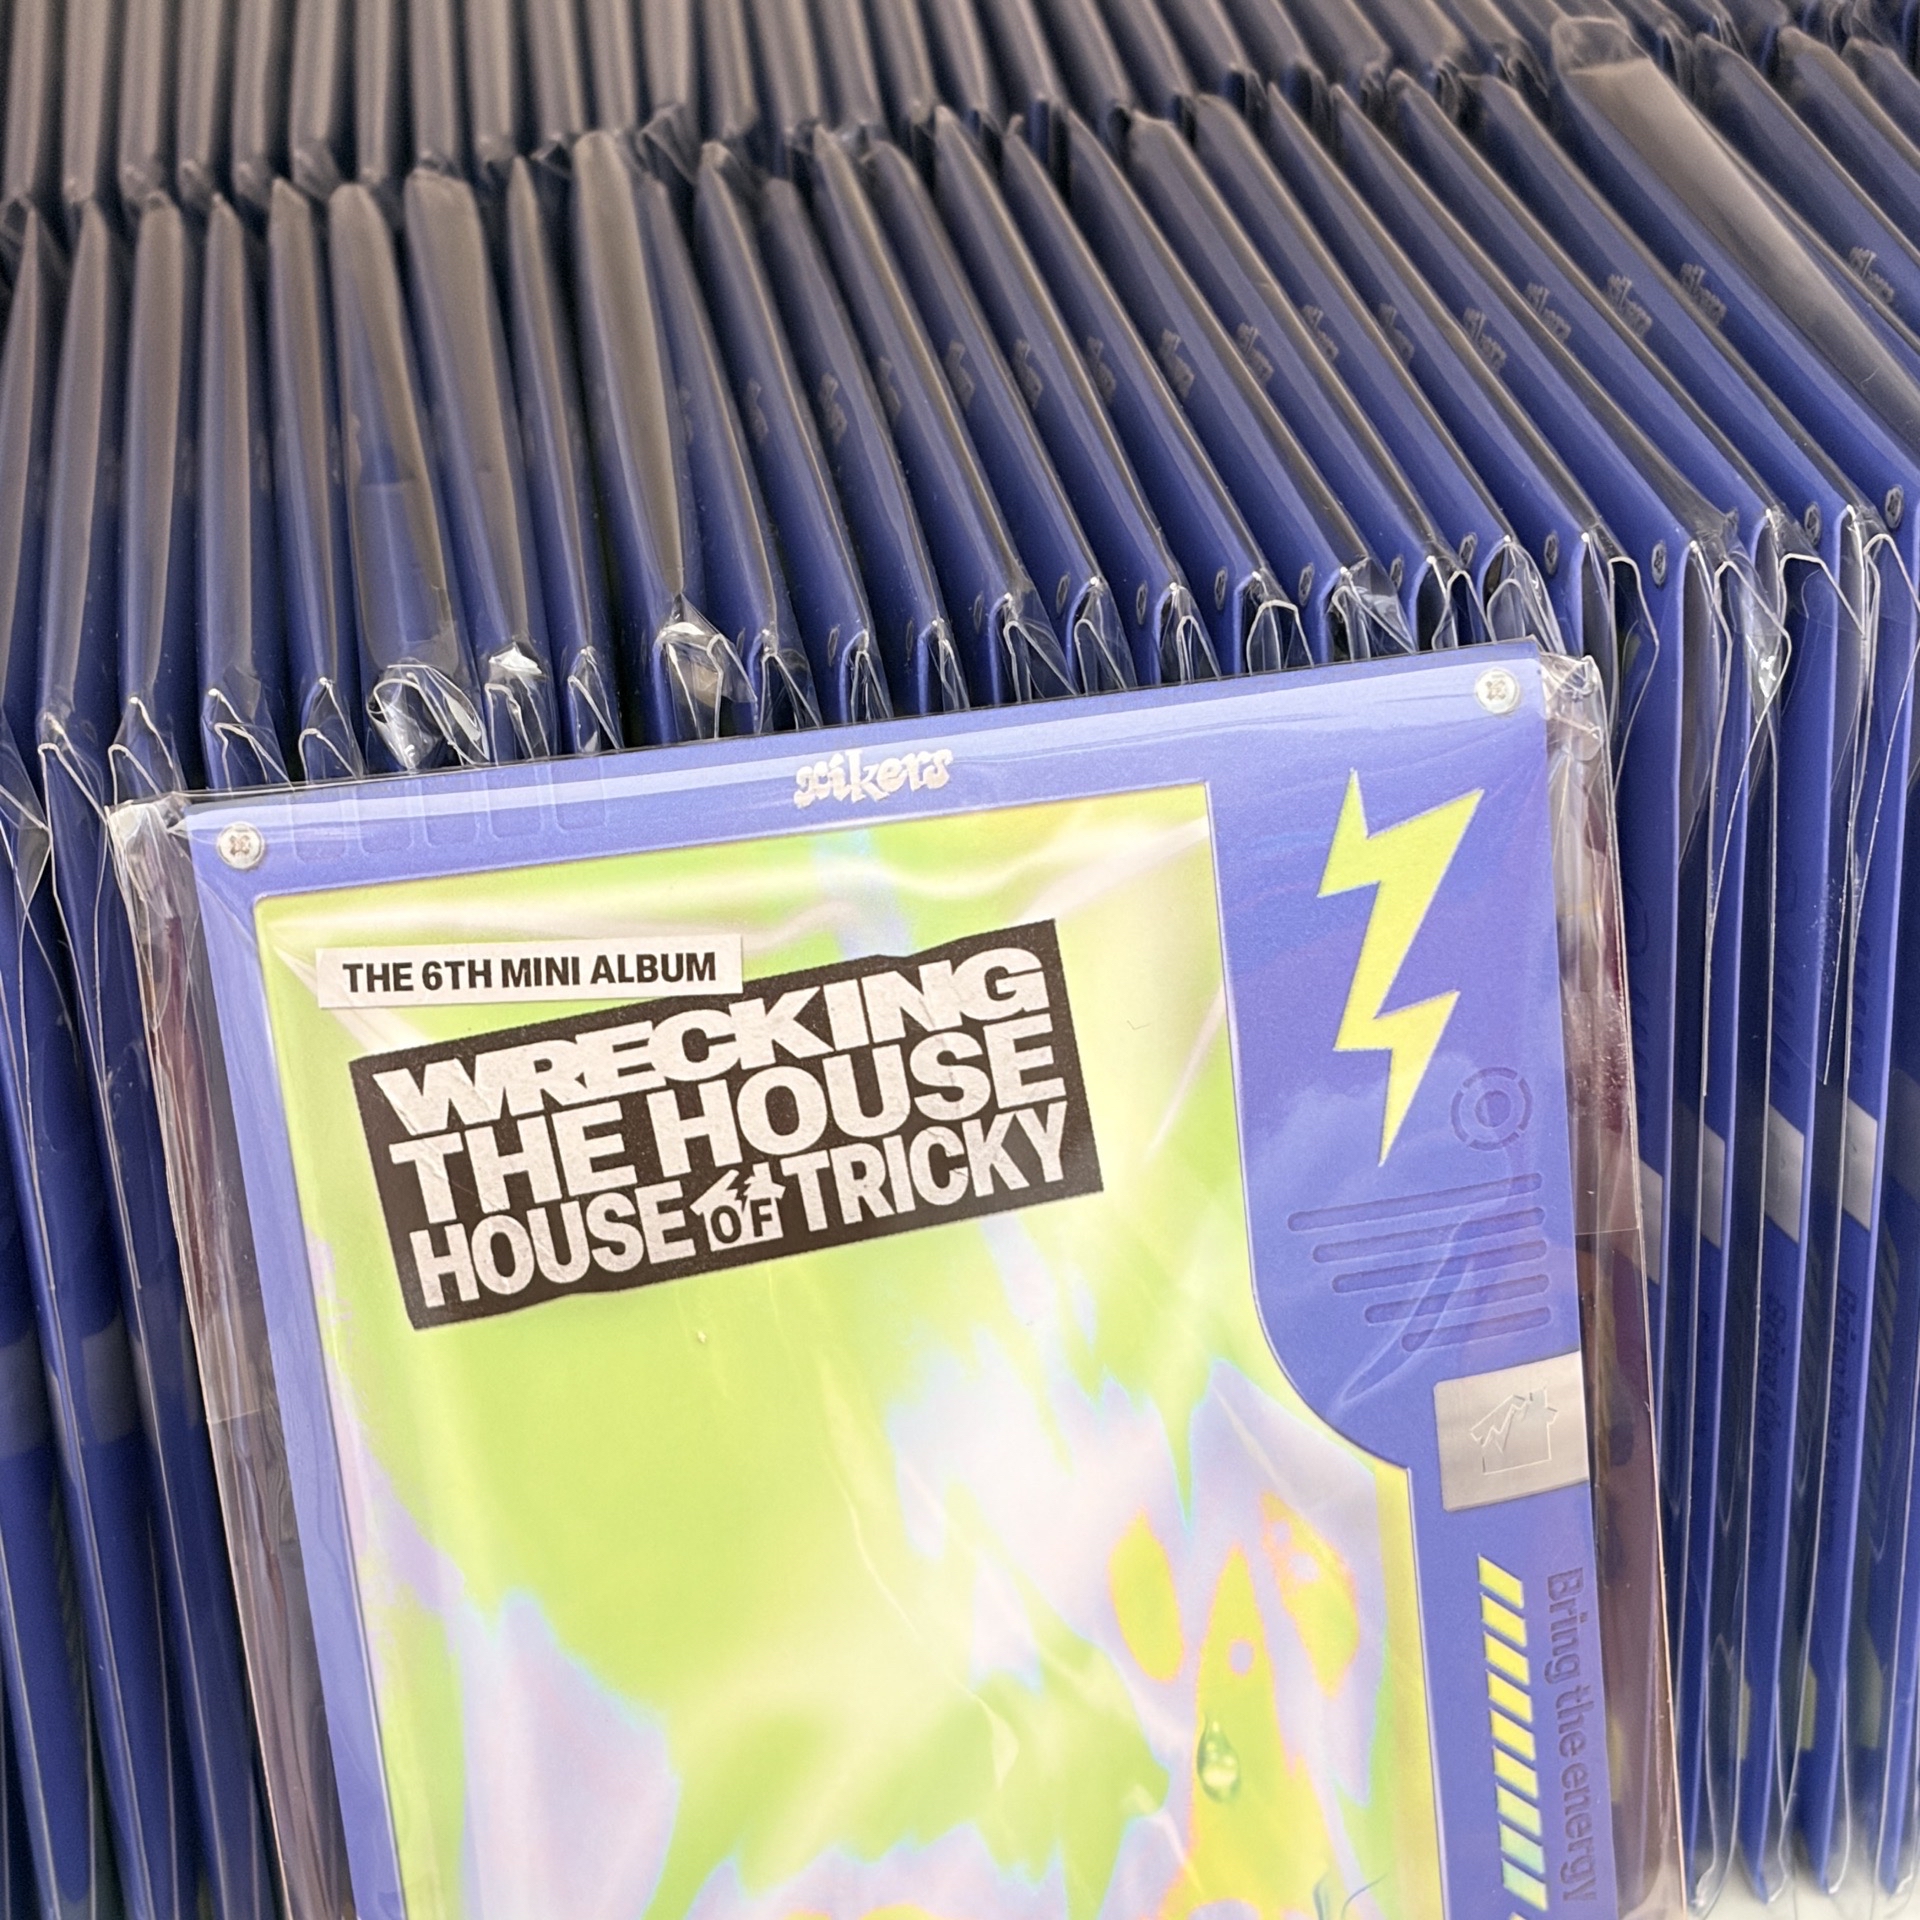 xikers
THE 6TH MINI ALBUM
WRECKING
THE HOUSE
HOUSE OF TRICKY
Bring the energy